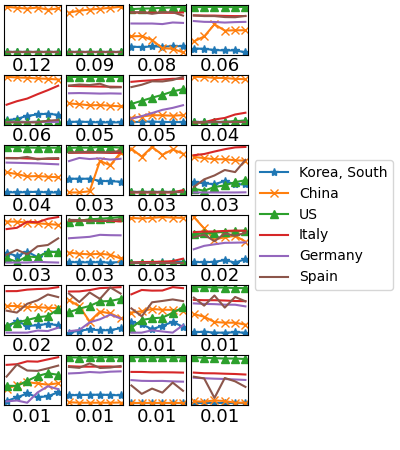 0.12 0.09 0.08 0.06
0.06 0.05 0.05 0.04
0.04 0.03 0.03 0.03
0.03 0.03 0.03 0.02
0.02 0.02 0.01 0.01
0.01 0.01 0.01 0.01
Korea, South
China
US
Italy
Germany
Spain